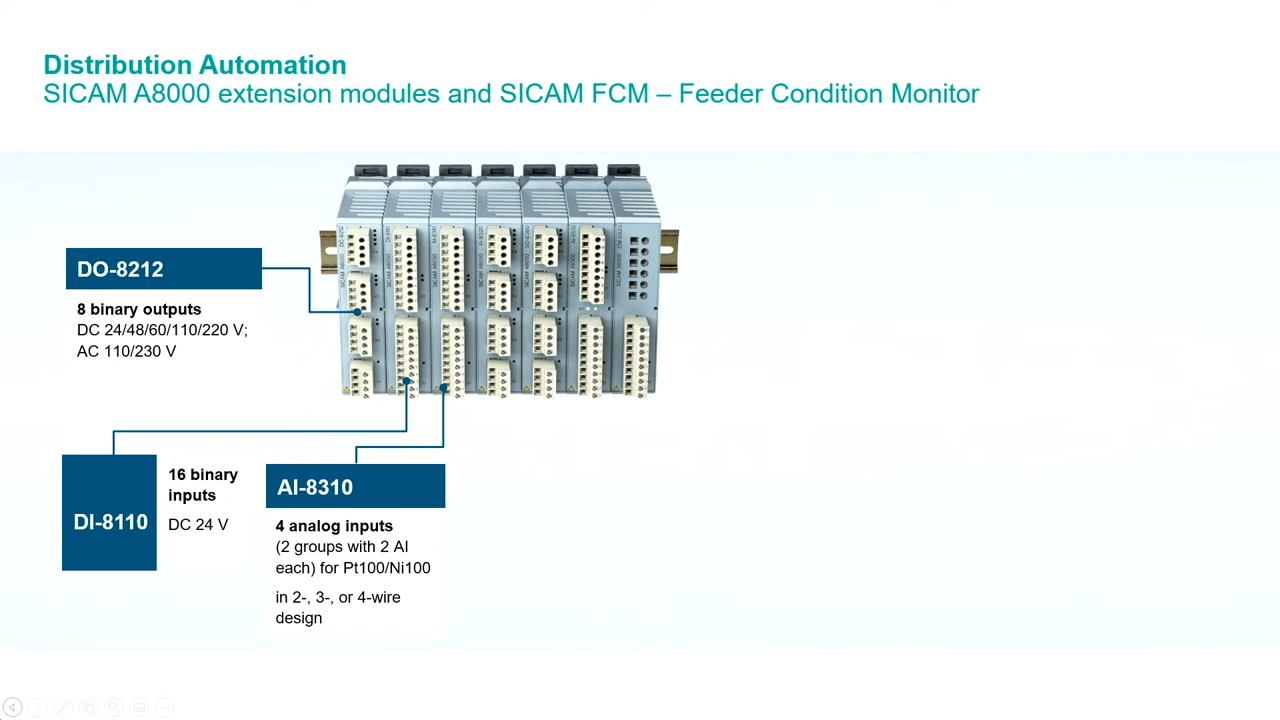 Distribution Automation
SICAM A8000 extension modules and SICAM FCM – Feeder Condition Monitor
DO-8212
8 binary outputs
DC 24/48/60/110/220 V;
AC 110/230 V
DI-8110
16 binary
inputs
DC 24 V
AI-8310
4 analog inputs
(2 groups with 2 AI
each) for Pt100/Ni100
in 2-, 3-, or 4-wire
design